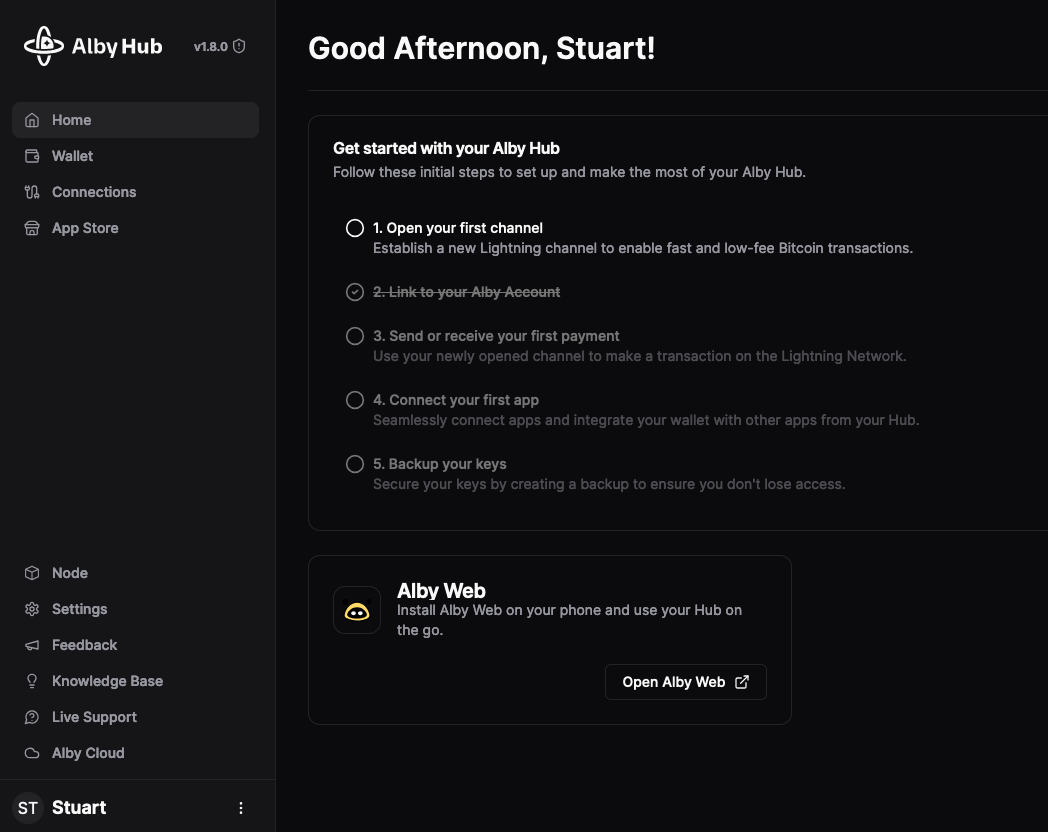 Alby Hub
v1.8.0
Home
Wallet
Connections
App Store
Node
Settings
Feedback
Knowledge Base
Live Support
Alby Cloud
ST
Stuart
Good Afternoon, Stuart!
Get started with your Alby Hub
Follow these initial steps to set up and make the most of your Alby Hub.
1. Open your first channel
Establish a new Lightning channel to enable fast and low-fee Bitcoin transactions.
2. Link to your Alby Account
3. Send or receive your first payment
Use your newly opened channel to make a transaction on the Lightning Network.
4. Connect your first app
Seamlessly connect apps and integrate your wallet with other apps from your Hub.
5. Backup your keys
Secure your keys by creating a backup to ensure you don't lose access.
Alby Web
Install Alby Web on your phone and use your Hub on
the go.
Open Alby Web